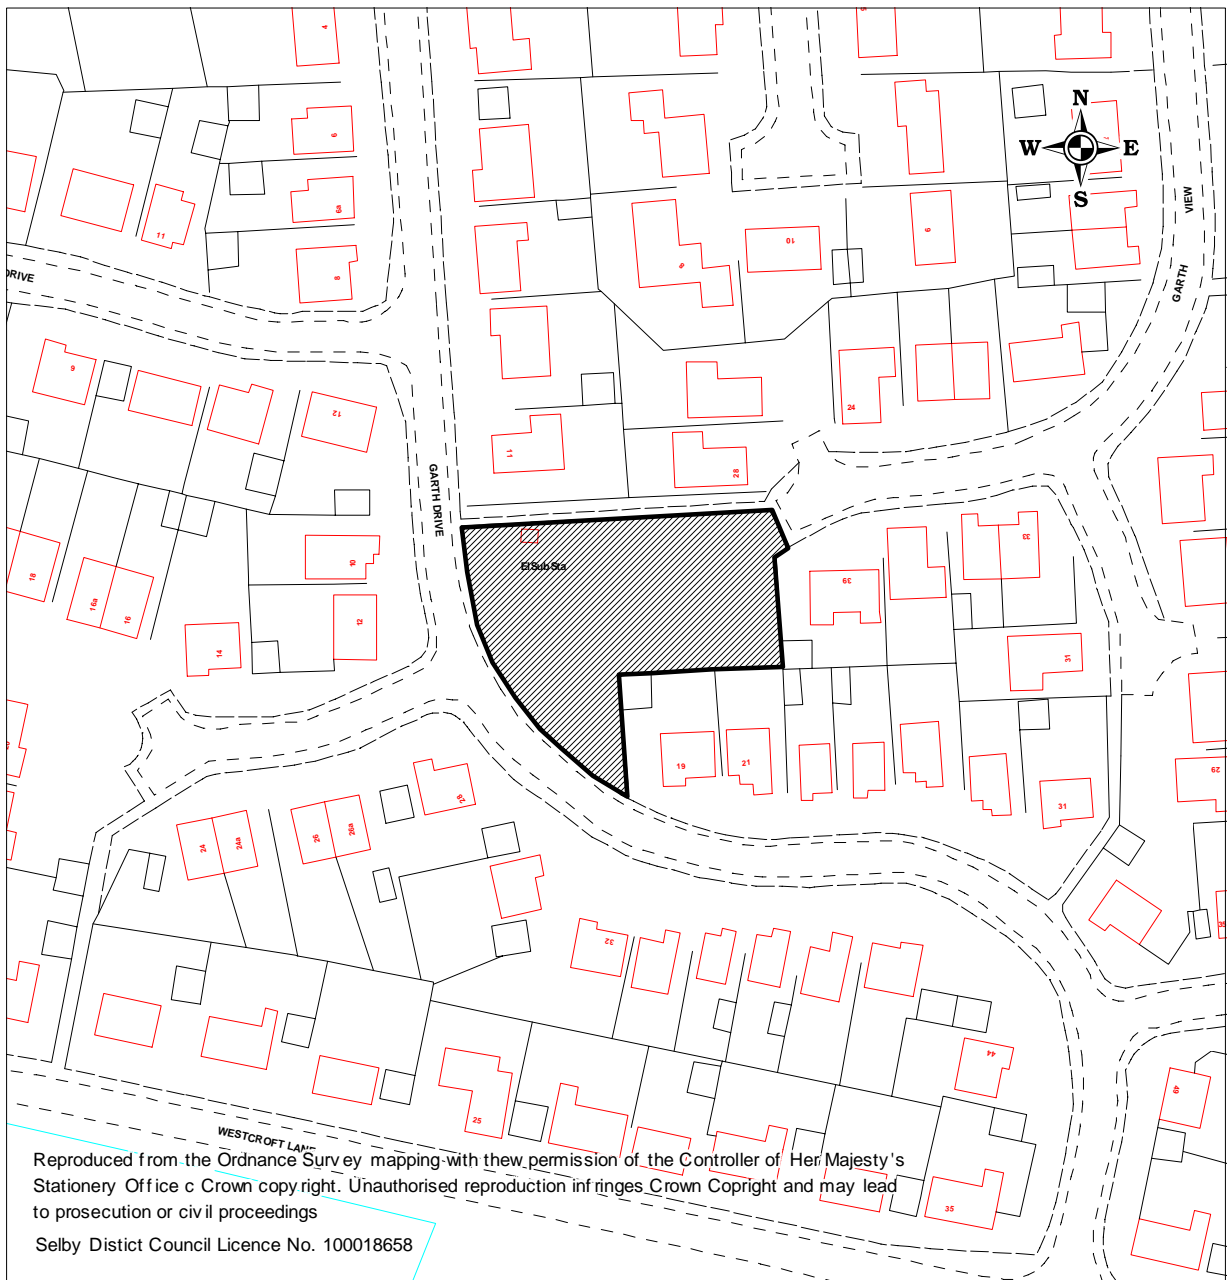 4
6
N
W E
S
VIEW
6a
11
6
10
9
8
DRIVE
GARTH
9
12
24
11
28
GARTH DRIVE
33
El Sub Sta
10
18
39
16a
16
12
14
31
19
21
29
28
31
26a
26
24
24a
32
35
44
49
25
WESTCROFT LANE
Reproduced from the Ordnance Survey mapping with thew permission of the Controller of Her Majesty's
Stationery Office c Crown copyright. Unauthorised reproduction infringes Crown Copright and may lead
to prosecution or civil proceedings
35
Selby Distict Council Licence No. 100018658